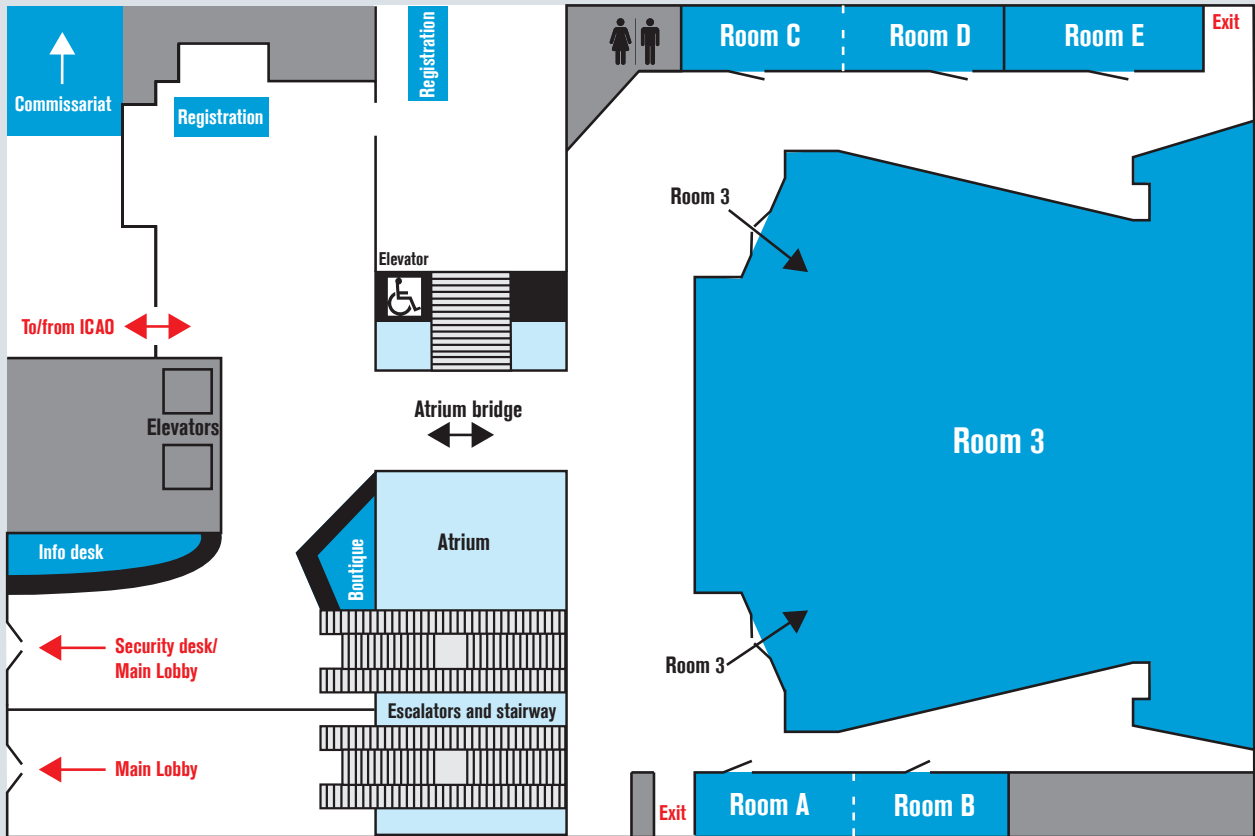 Room C
Room D
Room E
Exit
Registration
Commissariat
Registration
Room 3
Elevator
To/from ICAO
Atrium bridge
Elevators
Room 3
Info desk
Boutique
Atrium
Security desk/
Main Lobby
Room 3
Escalators and stairway
Main Lobby
Exit
Room A
Room B